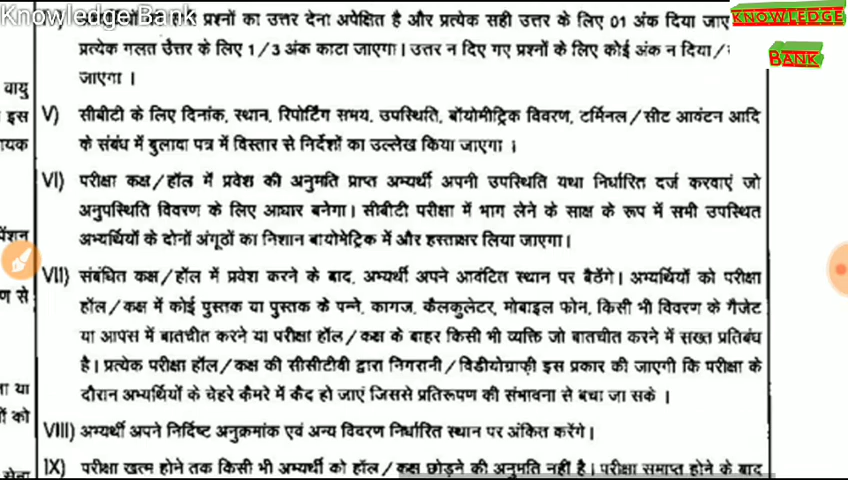 Knowledge Bank
KNOWLEDGE
BANK
प्रश्नों का उत्तर देना अपेक्षित है और प्रत्येक सही उत्तर के लिए 01 अंक दिया जाए
प्रत्येक गलत उत्तर के लिए 1/3 अंक काटा जाएगा। उत्तर न दिए गए प्रश्नों के लिए कोई अंक न दिया/
जाएगा ।
वायु
इस
V) सीबीटी के लिए दिनांक, स्थान, रिपोर्टिंग समय, उपस्थिति, बॉयोमीट्रिक विवरण, टर्मिनल/सीट आवंटन आदि
के संबंध में बुलावा पत्र में विस्तार से निर्देशों का उल्लेख किया जाएगा ।
VI) परीक्षा कक्ष/हॉल में प्रवेश की अनुमति प्राप्त अभ्यर्थी अपनी उपस्थिति यथा निर्धारित दर्ज करवाएं जो
अनुपस्थिति विवरण के लिए आधार बनेगा। सीबीटी परीक्षा में भाग लेने के साक्ष के रूप में सभी उपस्थित
अभ्यर्थियों के दोनों अंगूठों का निशान बायोमेट्रिक में और हस्ताक्षर लिया जाएगा।
VII) संबंधित कक्ष/हॉल में प्रवेश करने के बाद, अभ्यर्थी अपने आवंटित स्थान पर बैठेंगे। अभ्यर्थियों को परीक्षा
ण से
हॉल/कक्ष में कोई पुस्तक या पुस्तक के पन्ने, कागज, कैलकुलेटर, मोबाइल फोन, किसी भी विवरण के गैजेट
या आपस में बातचीत करने या परीक्षा हॉल/कक्ष के बाहर किसी भी व्यक्ति जो बातचीत करने में सख्त प्रतिबंध
है। प्रत्येक परीक्षा हॉल/कक्ष की सीसीटीवी द्वारा निगरानी/विडीयोग्राफी इस प्रकार की जाएगी कि परीक्षा के
दौरान अभ्यर्थियों के चेहरे कैमरे में कैद हो जाएं जिससे प्रतिरूपण की संभावना से बचा जा सके ।
या
को
VIII) अभ्यर्थी अपने निर्दिष्ट अनुक्रमांक एवं अन्य विवरण निर्धारित स्थान पर अंकित करेंगे।
IX) परीक्षा खत्म होने तक किसी भी अभ्यर्थी को हॉल/कक्ष छोड़ने की अनुमति नहीं है। परीक्षा समाप्त होने के बाद